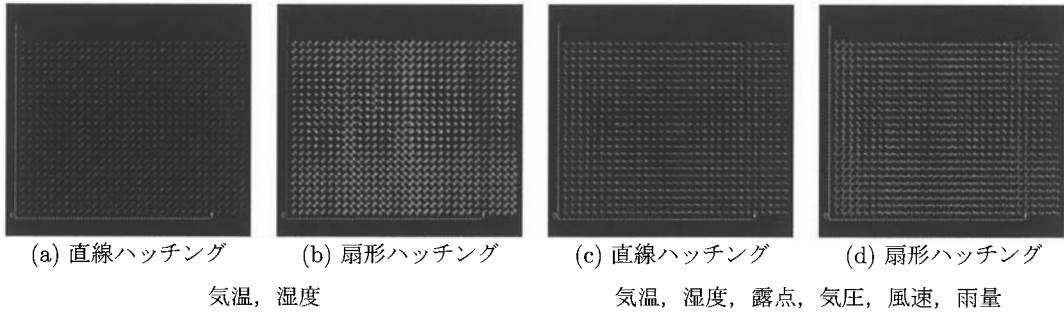 (a) 直線ハッチング
(b) 扇形ハッチング
(c) 直線ハッチング
(d) 扇形ハッチング
気温，湿度
気温，湿度，露点，気圧，風速，雨量